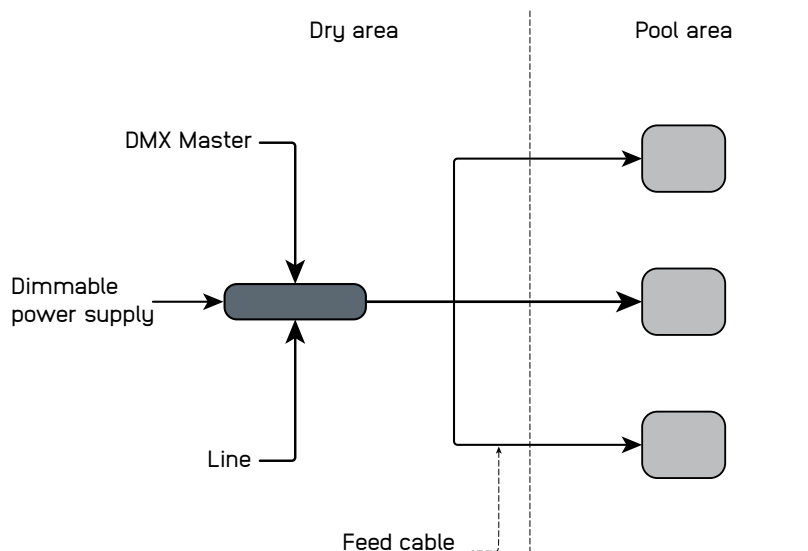 Dry area
Pool area
DMX Master
Dimmable
power supply
Line
Feed cable